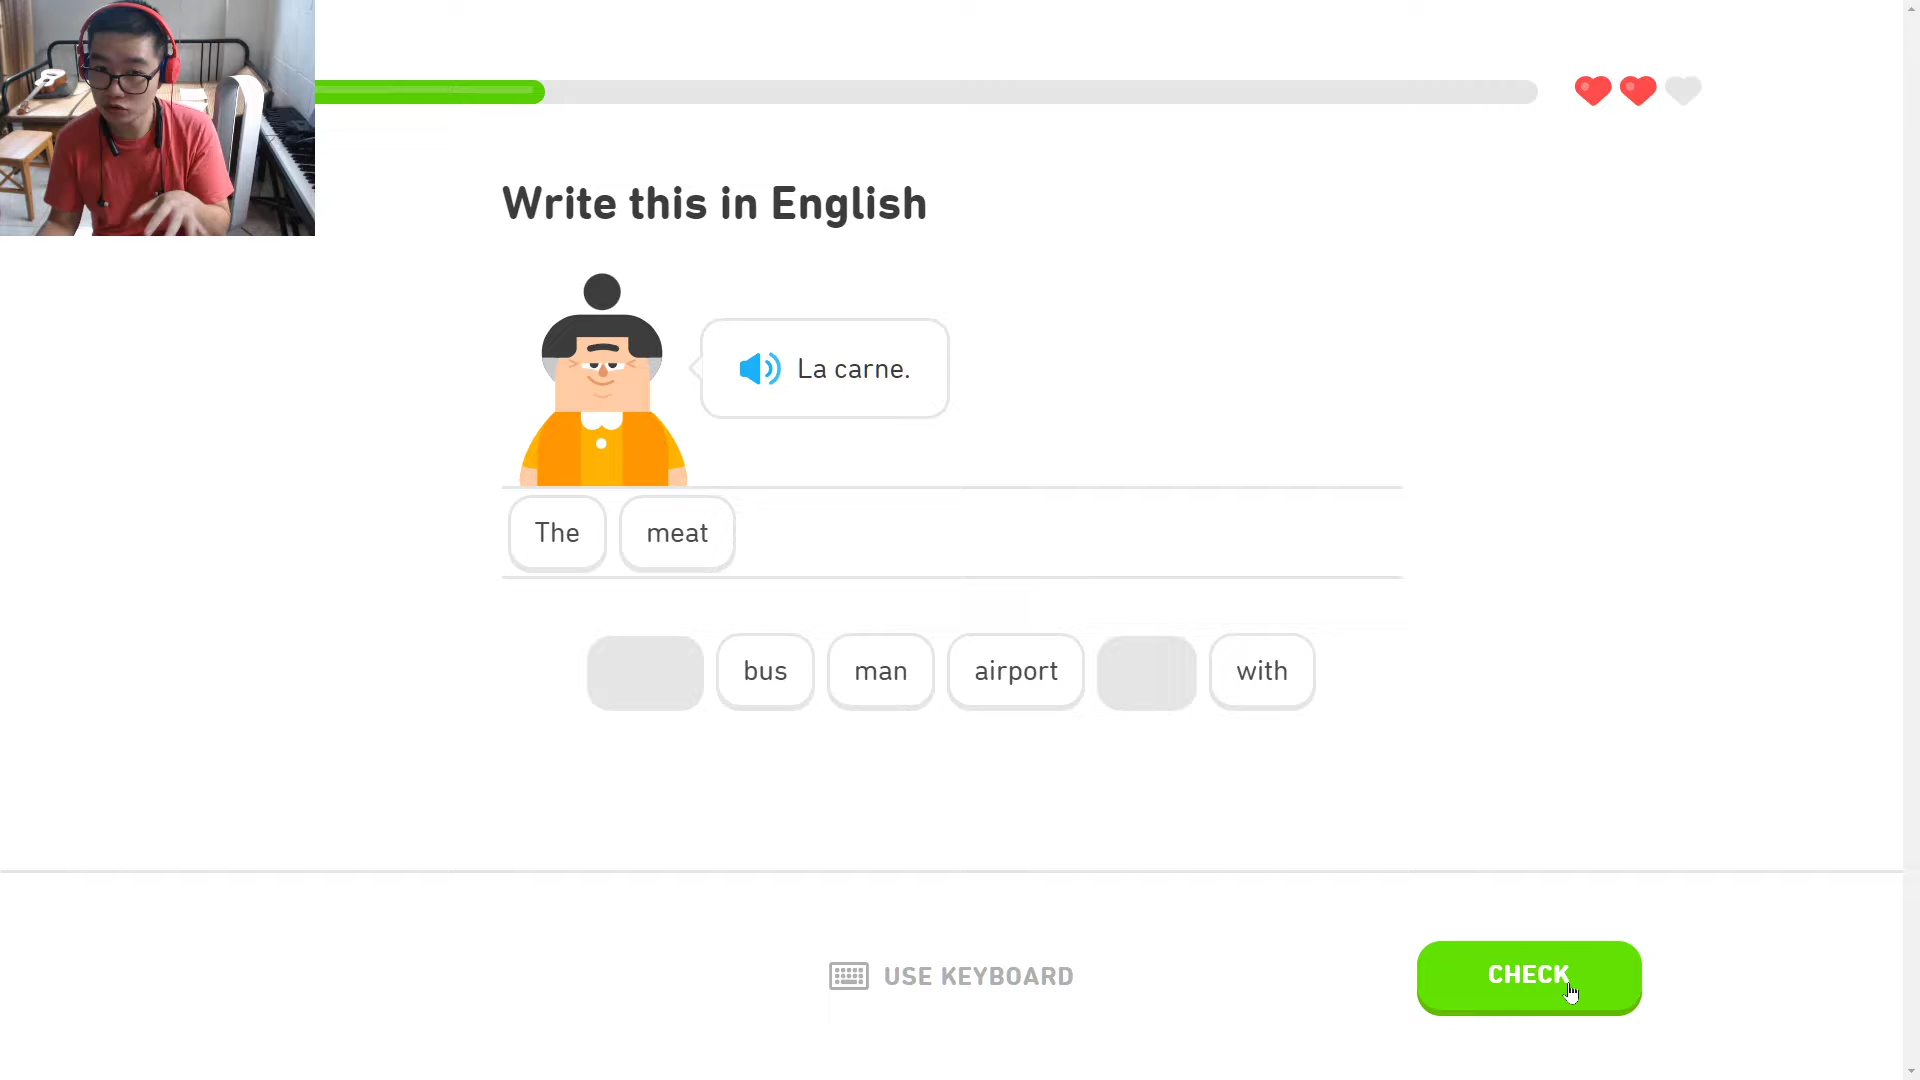 Write this in English
La carne.
The meat
bus man airport with
USE KEYBOARD
CHECK